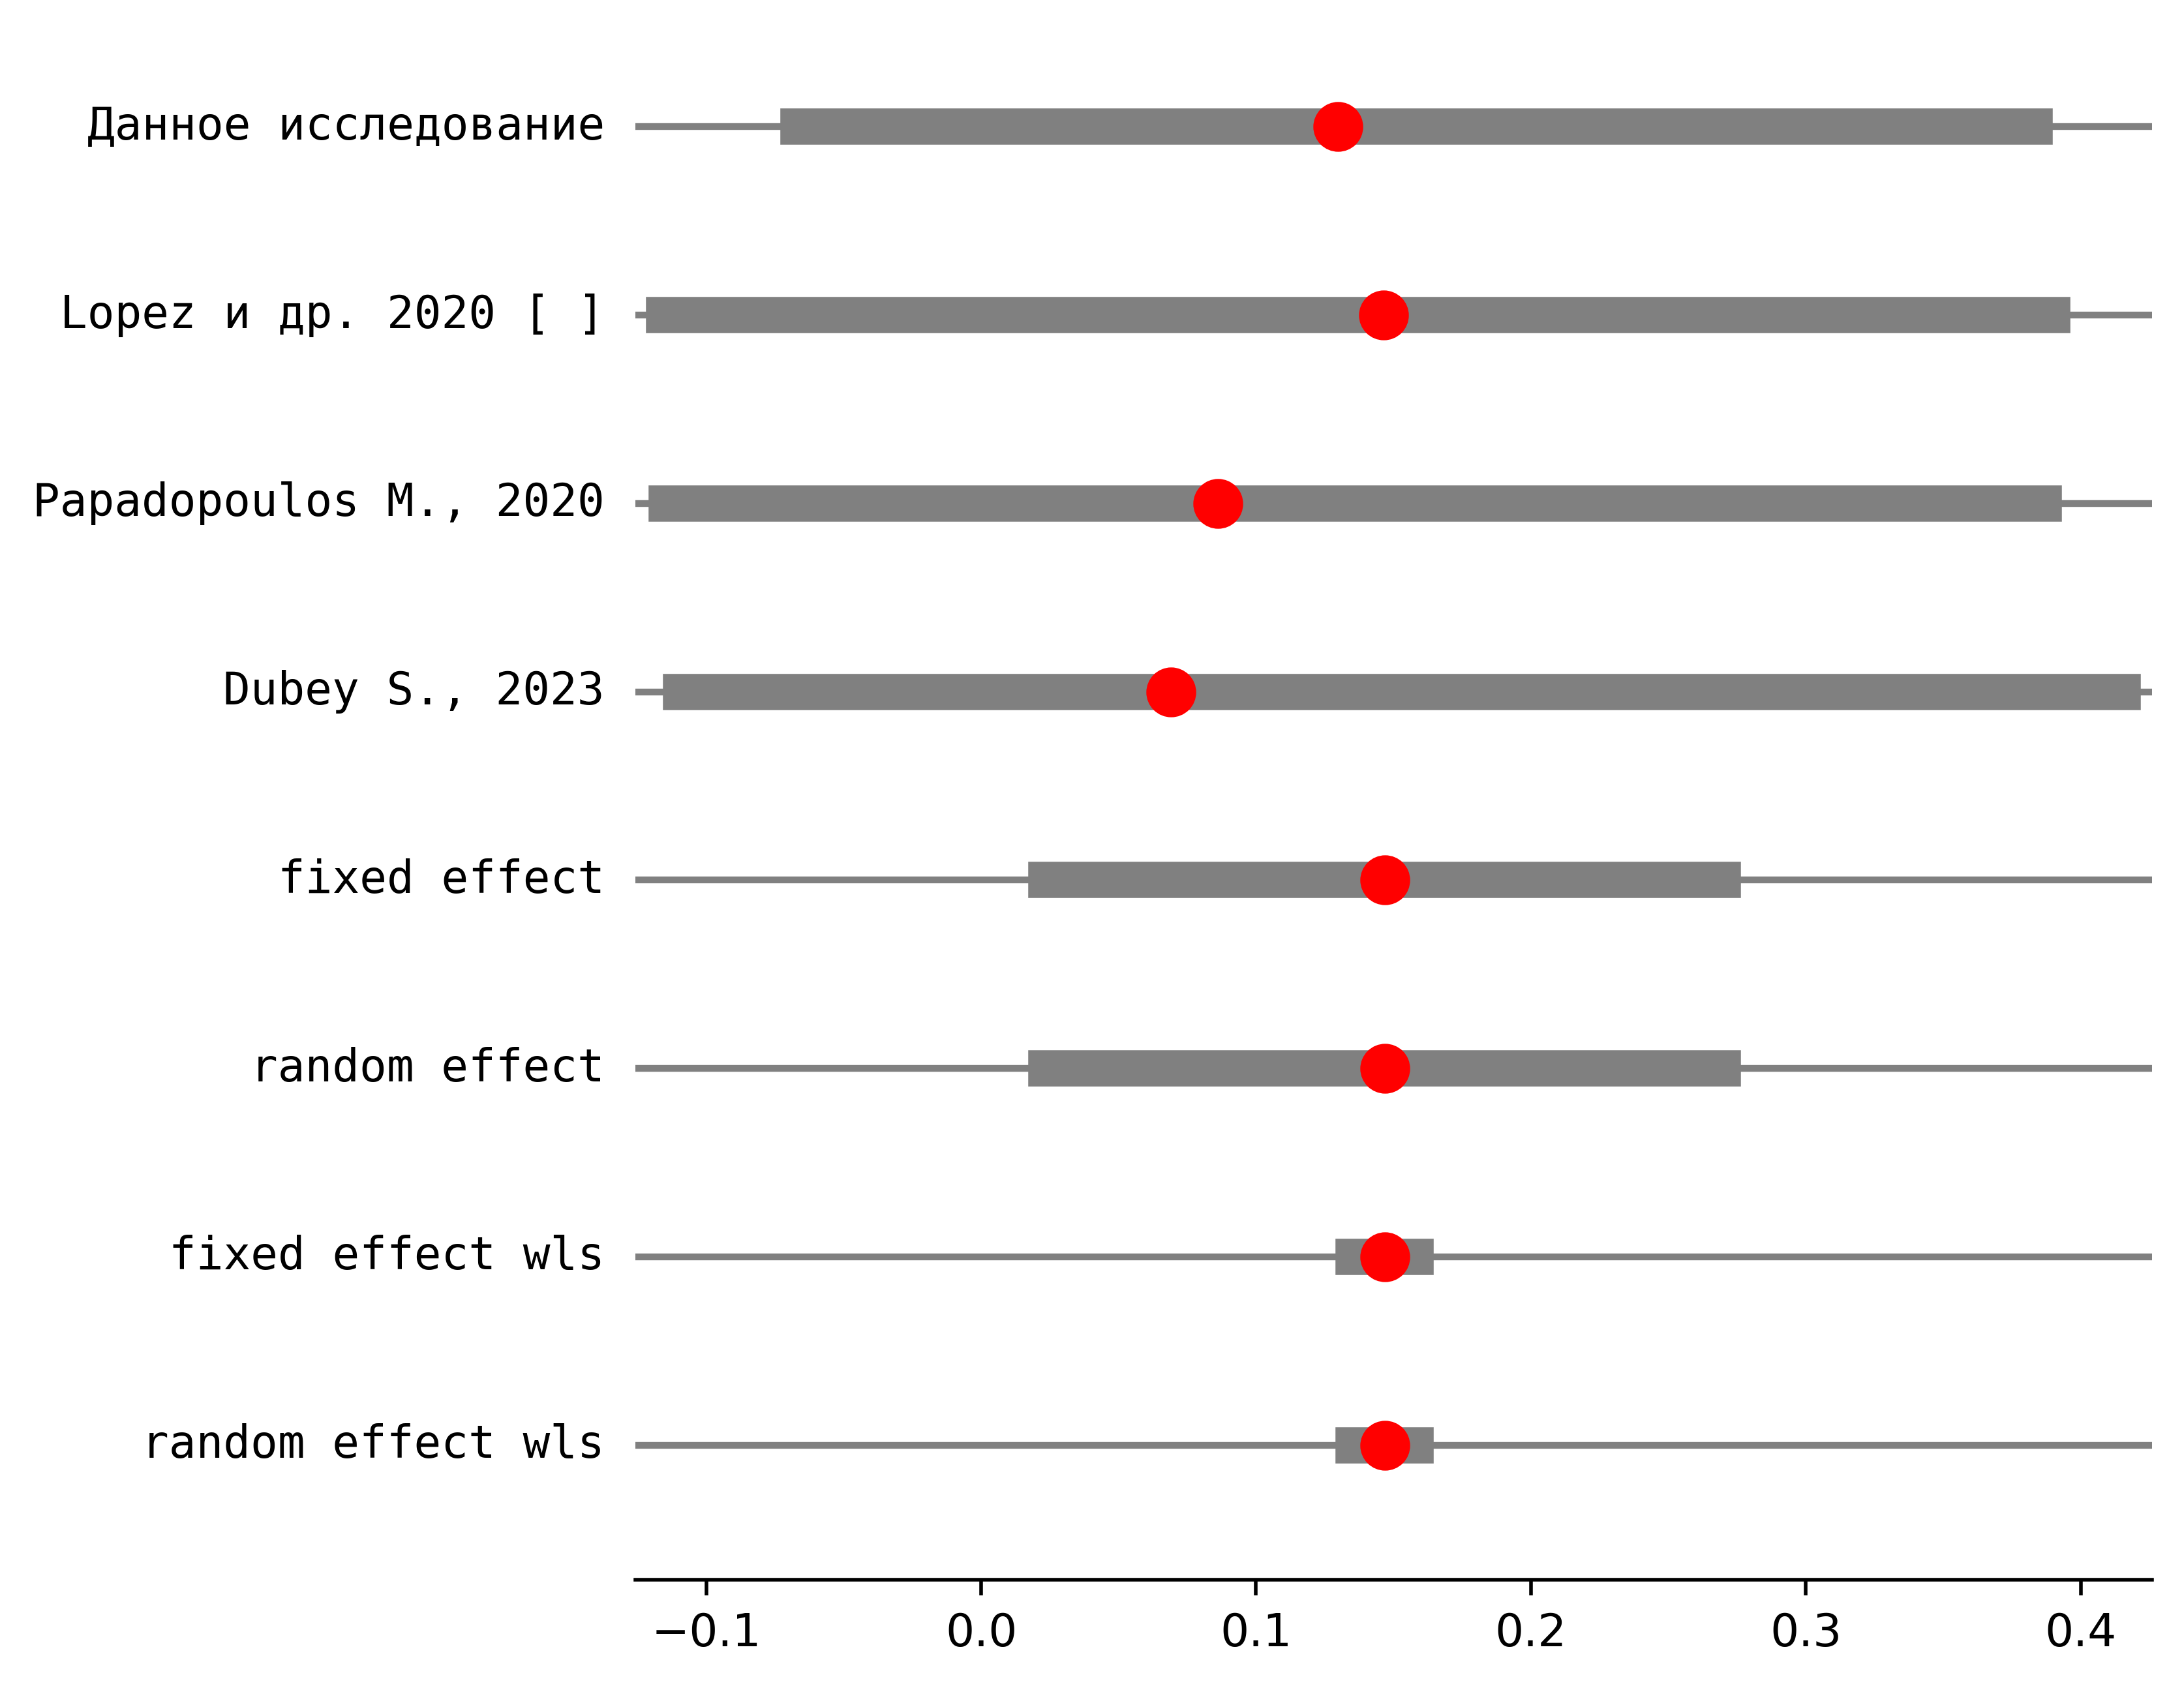 Данное исследование
Lopez и др. 2020 [ ]
Papadopoulos M., 2020
Dubey S., 2023
fixed effect
random effect
fixed effect wls
random effect wls
−0.1 0.0 0.1 0.2 0.3 0.4